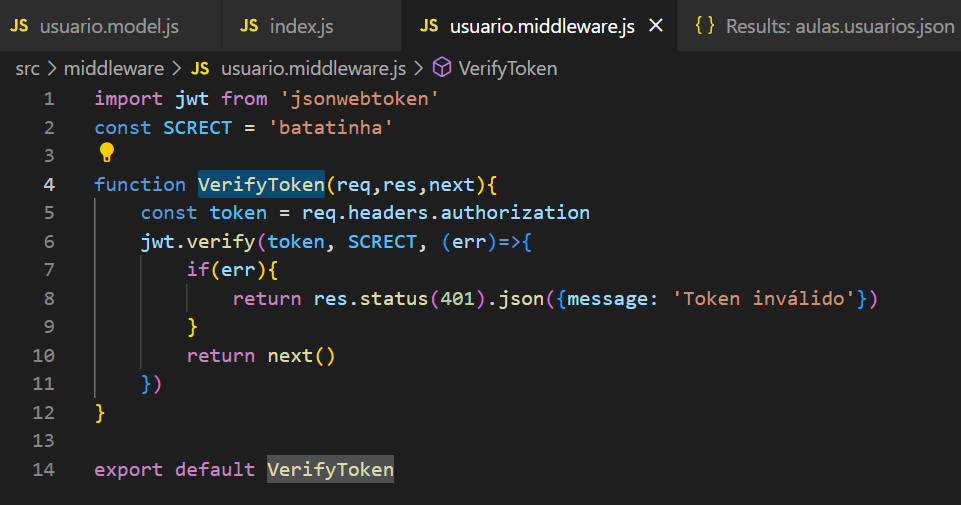 JS usuario.model.js JS index.js JS usuario.middleware.js × {} Results: aulas.usuarios.json
src > middleware > JS usuario.middleware.js > VerifyToken
1 import jwt from 'jsonwebtoken'
2 const SCRECT = 'batatinha'
3
4 function VerifyToken(req,res,next){
5 const token = req.headers.authorization
6 jwt.verify(token, SCRECT, (err)=>{
7 if(err){
8 return res.status(401).json({message: 'Token inválido'})
9 }
10 return next()
11 })
12 }
13
14 export default VerifyToken